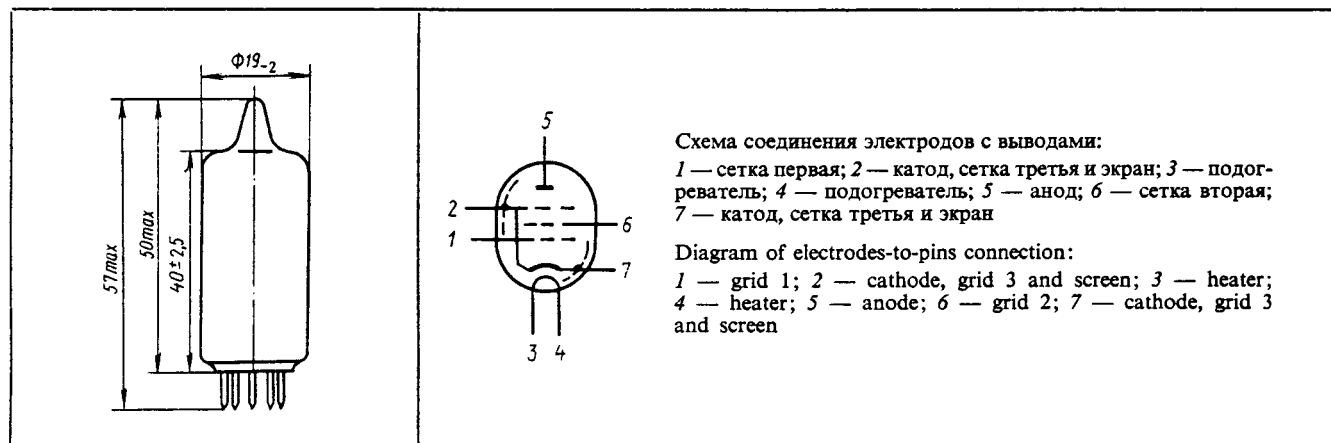 Φ19₋₂
57max
50max
40±2,5
5
2
1
6
7
3 4
Схема соединения электродов с выводами:
1 — сетка первая; 2 — катод, сетка третья и экран; 3 — подог-
реватель; 4 — подогреватель; 5 — анод; 6 — сетка вторая;
7 — катод, сетка третья и экран
Diagram of electrodes-to-pins connection:
1 — grid 1; 2 — cathode, grid 3 and screen; 3 — heater;
4 — heater; 5 — anode; 6 — grid 2; 7 — cathode, grid 3
and screen